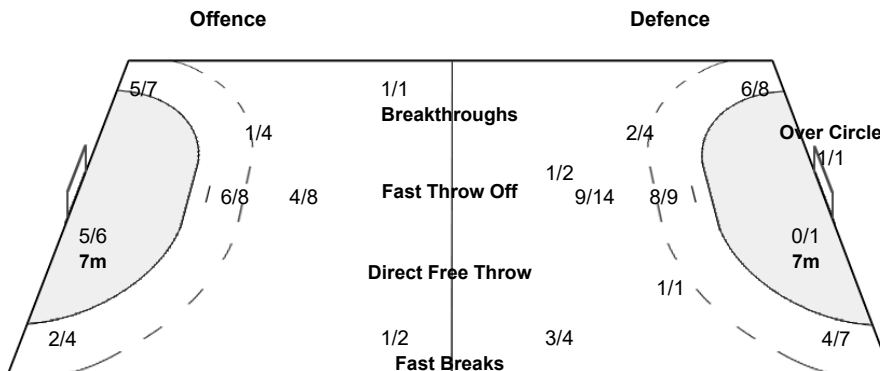 Offence Defence
5/7 1/1 6/8
Breakthroughs
1/4 2/4 Over Circle
1/1
1/2
6/8 4/8 Fast Throw Off 9/14 8/9
5/6 0/1
7m 7m
Direct Free Throw
1/1
2/4 1/2 3/4 4/7
Fast Breaks